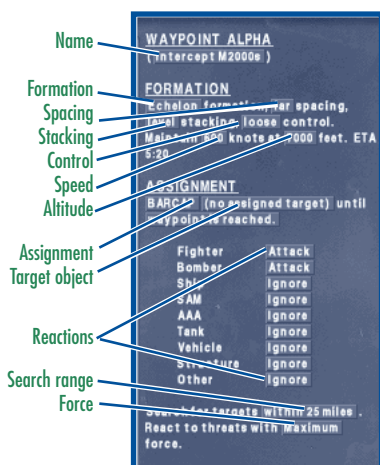 Name
Formation
Spacing
Stacking
Control
Speed
Altitude
Assignment
Target object
Reactions
Search range
Force
WAYPOINT ALPHA
(intercept M2000s)
FORMATION
Echelon formation, far spacing,
level stacking, loose control.
Maintain knots at 7000 feet. ETA
5:20
ASSIGNMENT
BARCAP (no assigned target) until
waypoint is reached.
Fighter Attack
Bomber Attack
Ship Ignore
SAM Ignore
AAA Ignore
Tank Ignore
Vehicle Ignore
Structure Ignore
Other Ignore
Search for targets within 25 miles.
React to threats with Maximum
force.